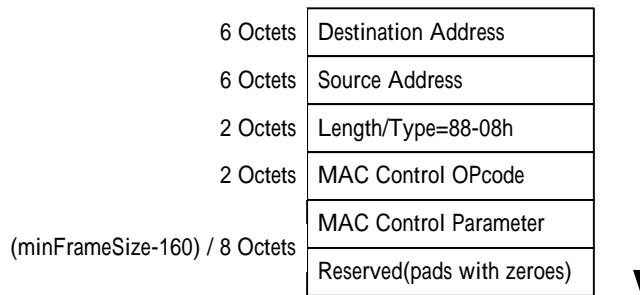 6 Octets Destination Address
6 Octets Source Address
2 Octets Length/Type=88-08h
2 Octets MAC Control OPcode
MAC Control Parameter
(minFrameSize-160) / 8 Octets
Reserved(pads with zeroes)